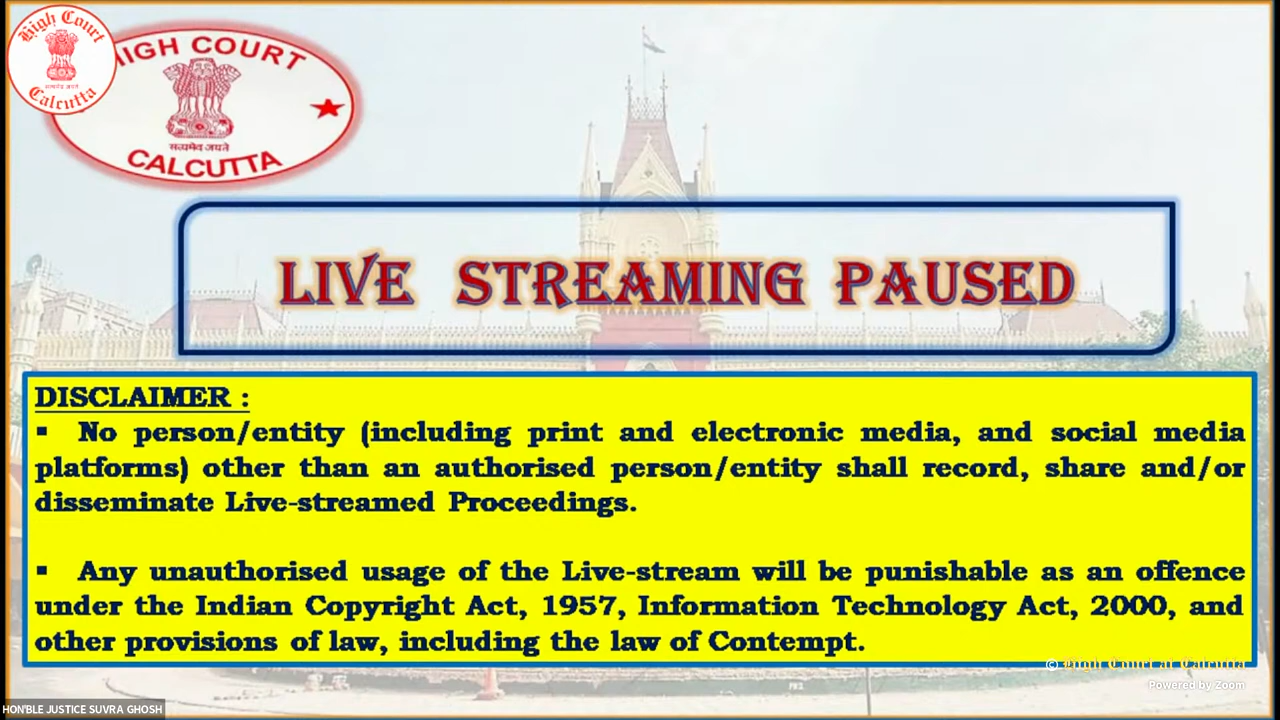 High Court
Calcutta
HIGH COURT
सत्यमेव जयते
CALCUTTA
LIVE STREAMING PAUSED
DISCLAIMER :
▪ No person/entity (including print and electronic media, and social media
platforms) other than an authorised person/entity shall record, share and/or
disseminate Live-streamed Proceedings.
▪ Any unauthorised usage of the Live-stream will be punishable as an offence
under the Indian Copyright Act, 1957, Information Technology Act, 2000, and
other provisions of law, including the law of Contempt.
© High Court at Calcutta
Powered by Zoom
HON'BLE JUSTICE SUVRA GHOSH